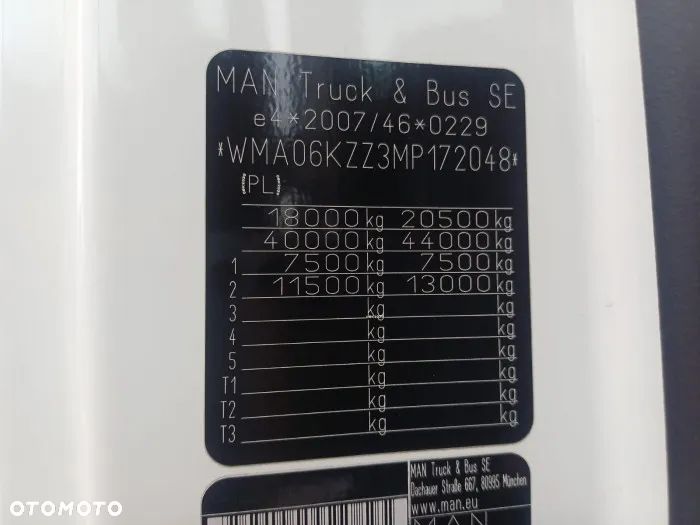 MAN Truck & Bus SE
e4*2007/46*0229
*WMA06KZZ3MP172048*
(PL)
18000 kg 20500 kg
40000 kg 44000 kg
1 7500 kg 7500 kg
2 11500 kg 13000 kg
3 kg kg
4 kg kg
5 kg kg
T1 kg kg
T2 kg kg
T3 kg kg
MAN Truck & Bus SE
Dachauer Straße 667, 80995 München
www.man.eu
MAN
OTOMOTO